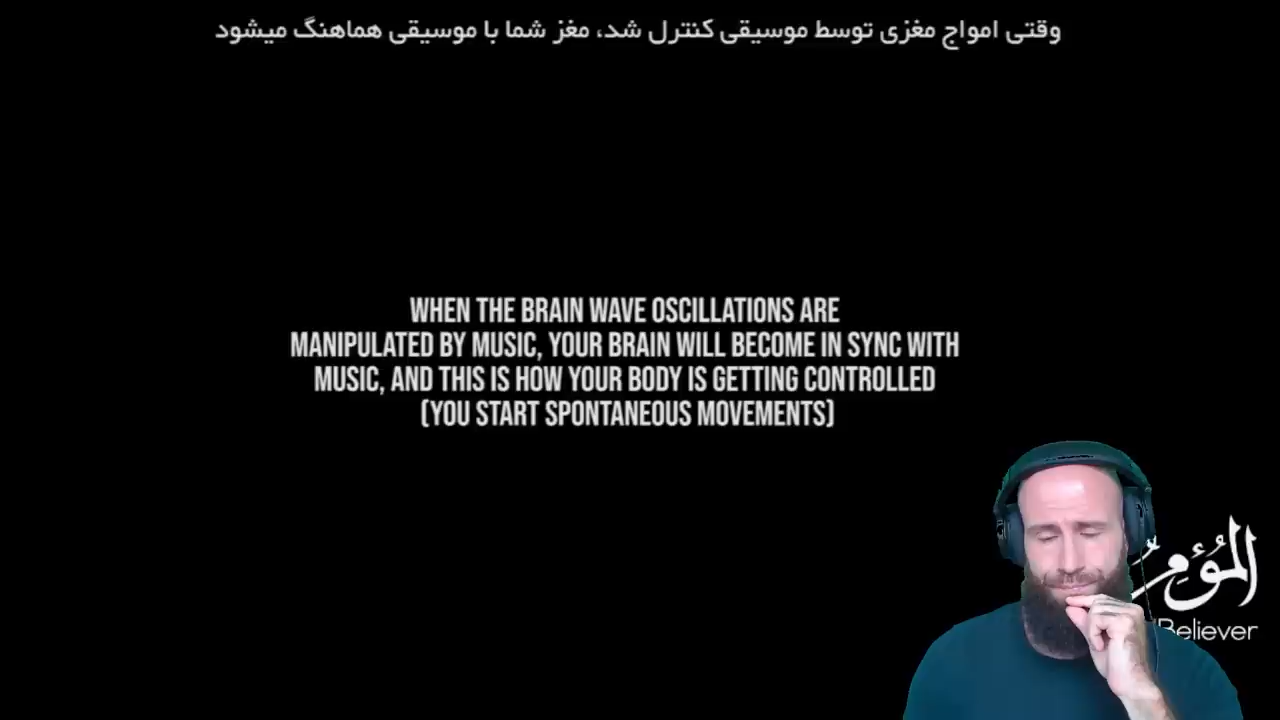 وقتی امواج مغزی توسط موسیقی کنترل شد، مغز شما با موسیقی هماهنگ میشود
WHEN THE BRAIN WAVE OSCILLATIONS ARE
MANIPULATED BY MUSIC, YOUR BRAIN WILL BECOME IN SYNC WITH
MUSIC, AND THIS IS HOW YOUR BODY IS GETTING CONTROLLED
(YOU START SPONTANEOUS MOVEMENTS)
Believer